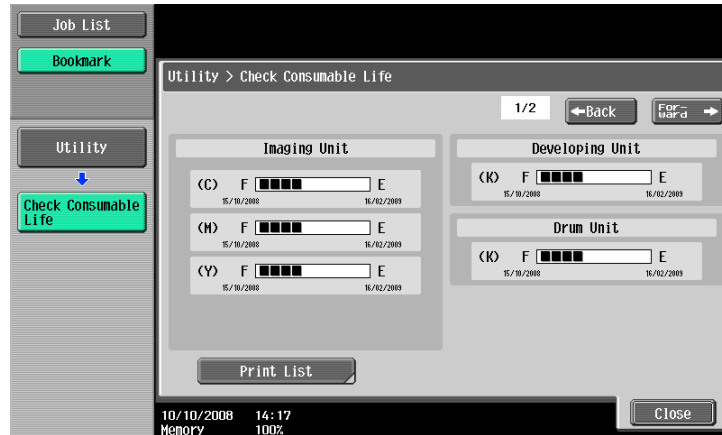 Job List
Bookmark
Utility > Check Consumable Life
1/2
←Back
For-
ward →
Utility
Check Consumable
Life
Imaging Unit
(C) F E
15/10/2008 16/02/2009
(M) F E
15/10/2008 16/02/2009
(Y) F E
15/10/2008 16/02/2009
Developing Unit
(K) F E
15/10/2008 16/02/2009
Drum Unit
(K) F E
15/10/2008 16/02/2009
Print List
10/10/2008 14:17
Memory 100%
Close